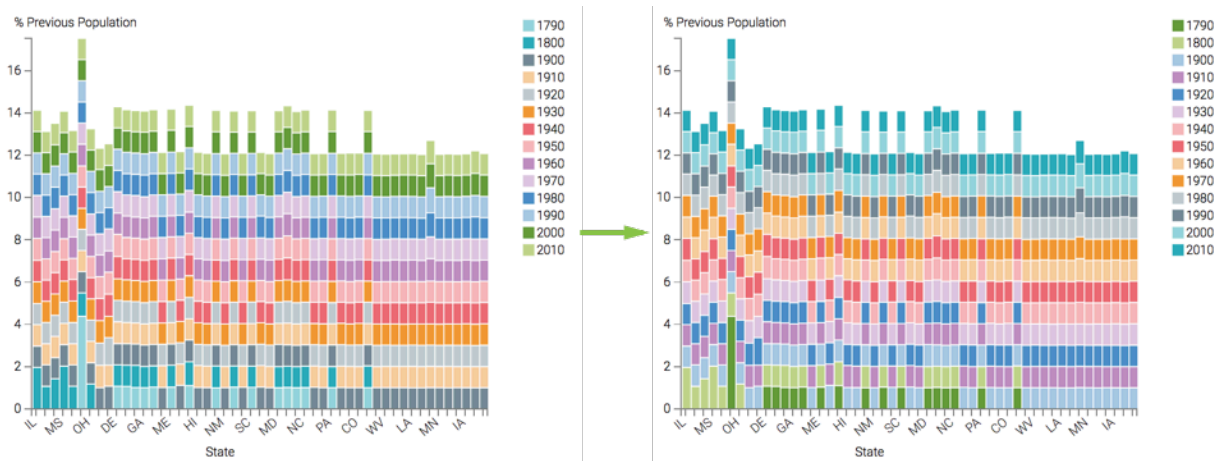 % Previous Population
16
14
12
10
8
6
4
2
0
IL
MS
OH
DE
GA
ME
HI
NM
SC
MD
NC
PA
CO
WV
LA
MN
IA
State
1790
1800
1900
1910
1920
1930
1940
1950
1960
1970
1980
1990
2000
2010
% Previous Population
16
14
12
10
8
6
4
2
0
IL
MS
OH
DE
GA
ME
HI
NM
SC
MD
NC
PA
CO
WV
LA
MN
IA
State
1790
1800
1900
1910
1920
1930
1940
1950
1960
1970
1980
1990
2000
2010